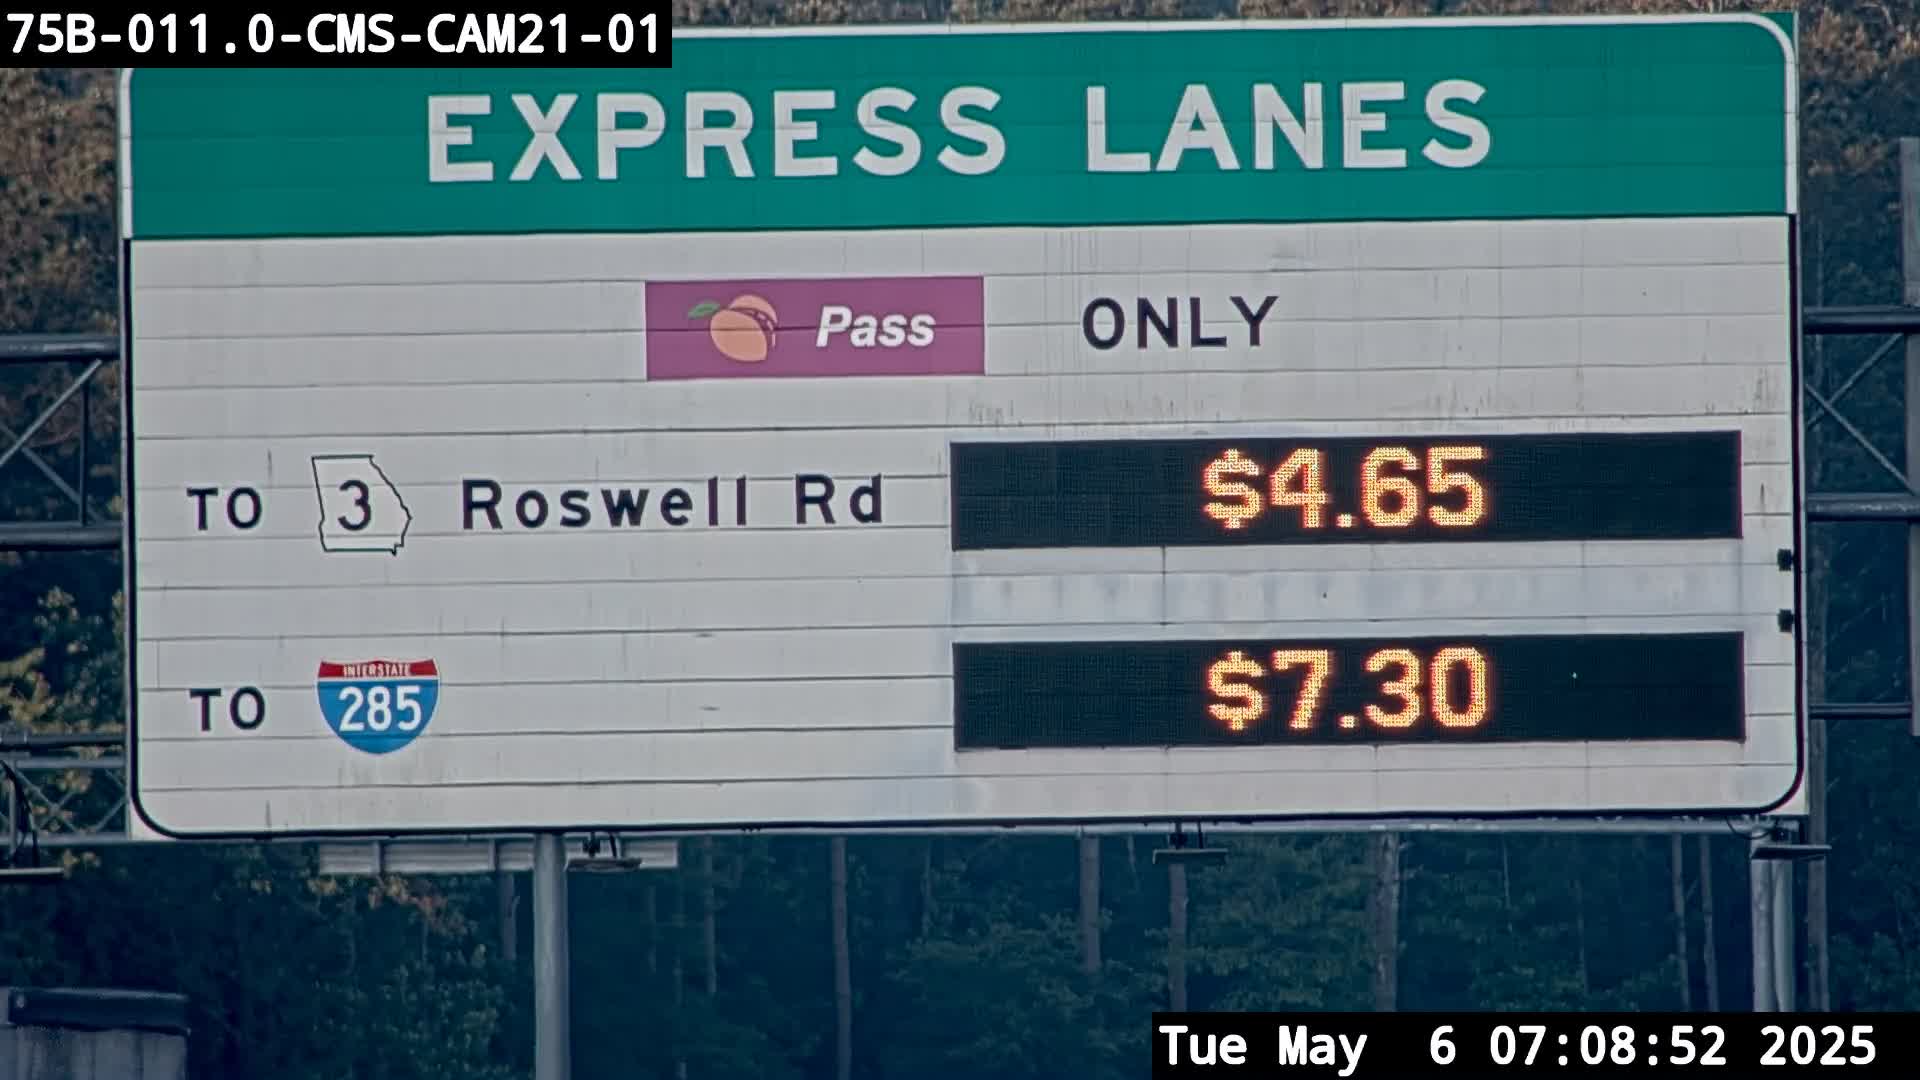 75B-011.0-CMS-CAM21-01
EXPRESS LANES
Pass ONLY
TO 3 Roswell Rd $4.65
TO INTERSTATE 285 $7.30
Tue May 6 07:08:52 2025